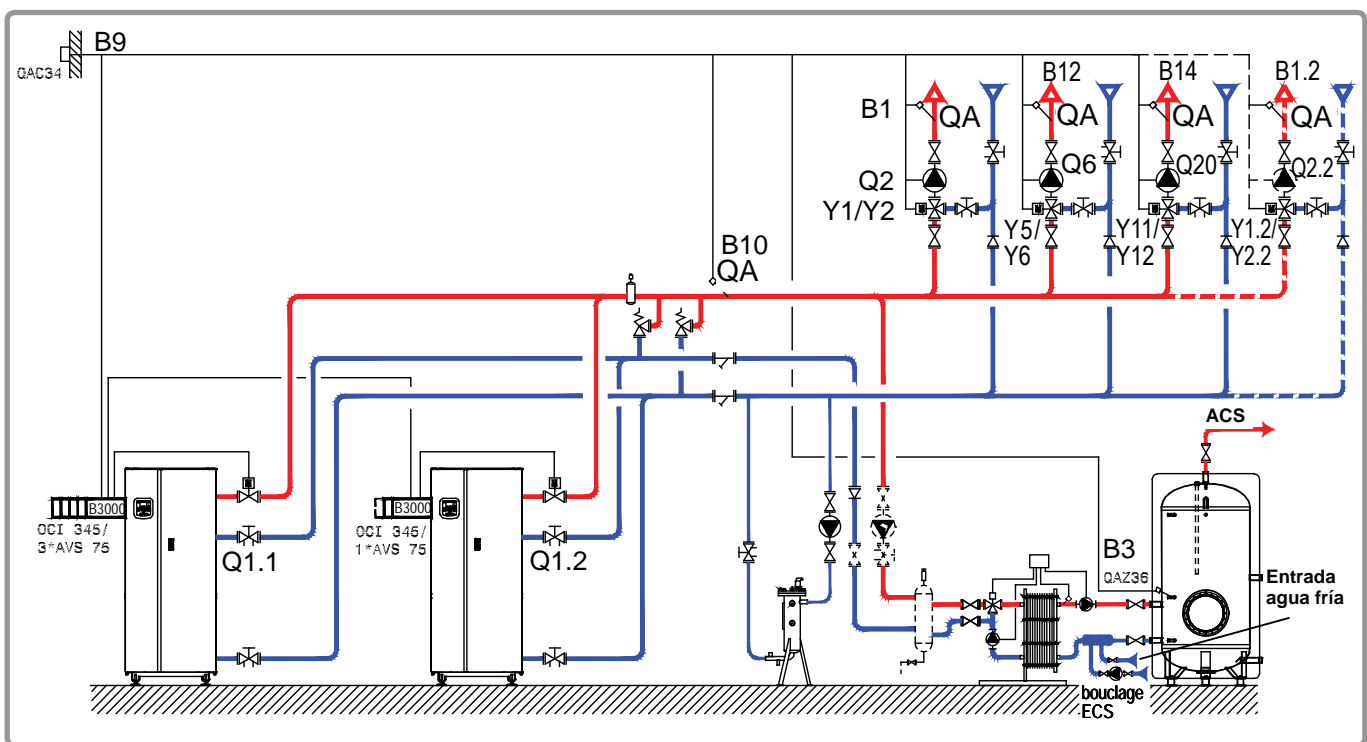 B9
QAC34
B12
B14
B1.2
B1
QA
QA
QA
QA
Q2
Q6
Q20
Q2.2
Y1/Y2
Y5/
Y6
Y11/
Y12
Y1.2/
Y2.2
B10
QA
ACS
B3000
OCI 345/
3*AVS 75
Q1.1
B3000
OCI 345/
1*AVS 75
Q1.2
B3
QAZ36
Entrada
agua fría
bouclage
ECS